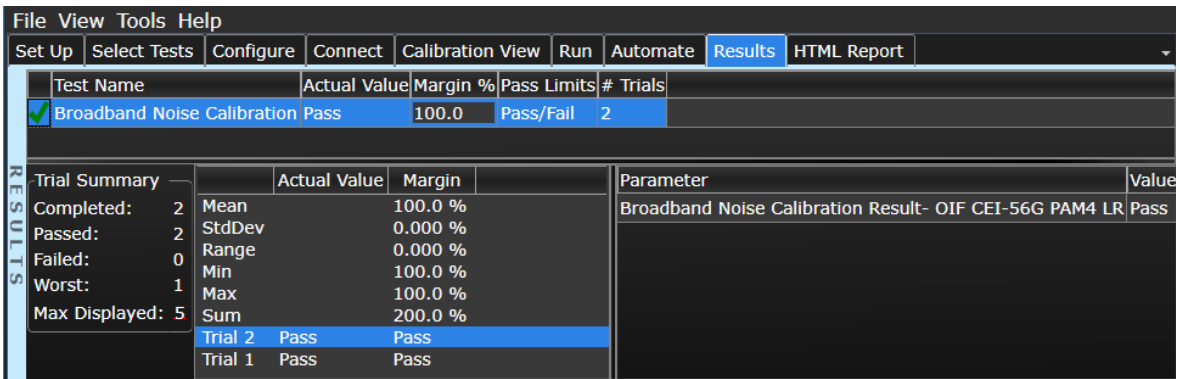 File View Tools Help
Set Up Select Tests Configure Connect Calibration View Run Automate Results HTML Report
Test Name Actual Value Margin % Pass Limits # Trials
Broadband Noise Calibration Pass 100.0 Pass/Fail 2
RESULTS
Trial Summary
Completed: 2
Passed: 2
Failed: 0
Worst: 1
Max Displayed: 5
Actual Value Margin
Mean 100.0 %
StdDev 0.000 %
Range 0.000 %
Min 100.0 %
Max 100.0 %
Sum 200.0 %
Trial 2 Pass Pass
Trial 1 Pass Pass
Parameter Value
Broadband Noise Calibration Result- OIF CEI-56G PAM4 LR Pass